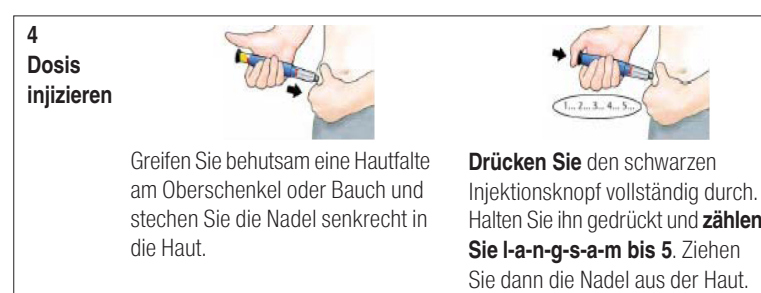 4
Dosis
injizieren
1... 2... 3... 4... 5...
Greifen Sie behutsam eine Hautfalte
am Oberschenkel oder Bauch und
stechen Sie die Nadel senkrecht in
die Haut.
Drücken Sie den schwarzen
Injektionsknopf vollständig durch.
Halten Sie ihn gedrückt und zählen
Sie l-a-n-g-s-a-m bis 5. Ziehen
Sie dann die Nadel aus der Haut.